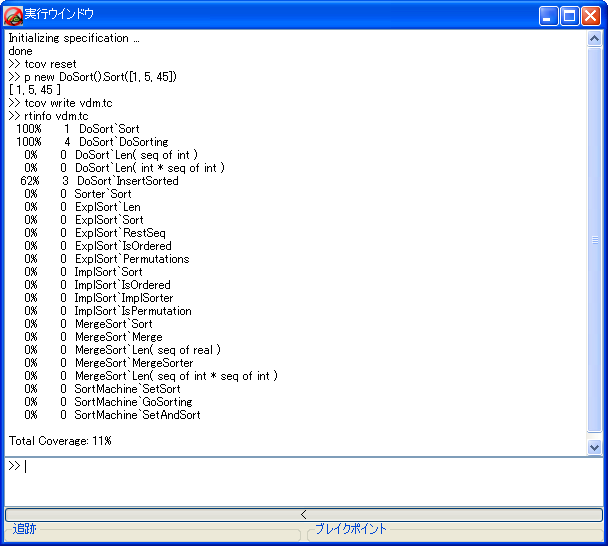 実行ウインドウ
Initializing specification ...
done
>> tcov reset
>> p new DoSort().Sort([1, 5, 45])
[ 1, 5, 45 ]
>> tcov write vdm.tc
>> rtinfo vdm.tc
100% 1 DoSort`Sort
100% 4 DoSort`DoSorting
0% 0 DoSort`Len( seq of int )
0% 0 DoSort`Len( int * seq of int )
62% 3 DoSort`InsertSorted
0% 0 Sorter`Sort
0% 0 ExplSort`Len
0% 0 ExplSort`Sort
0% 0 ExplSort`RestSeq
0% 0 ExplSort`IsOrdered
0% 0 ExplSort`Permutations
0% 0 ImplSort`Sort
0% 0 ImplSort`IsOrdered
0% 0 ImplSort`ImplSorter
0% 0 ImplSort`IsPermutation
0% 0 MergeSort`Sort
0% 0 MergeSort`Merge
0% 0 MergeSort`Len( seq of real )
0% 0 MergeSort`MergeSorter
0% 0 MergeSort`Len( seq of int * seq of int )
0% 0 SortMachine`SetSort
0% 0 SortMachine`GoSorting
0% 0 SortMachine`SetAndSort
Total Coverage: 11%
>>
<
追跡 ブレイクポイント